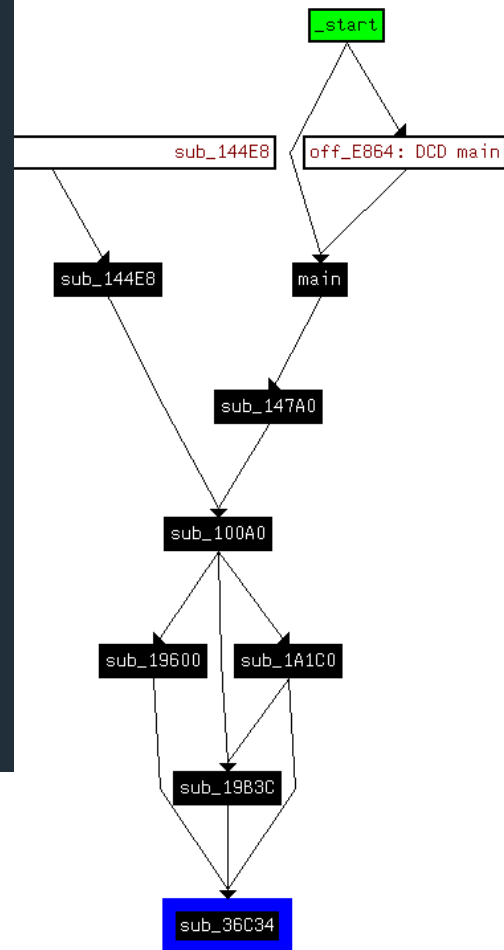 _start
sub_144E8
off_E864: DCD main
sub_144E8
main
sub_147A0
sub_100A0
sub_19600
sub_1A1C0
sub_19B3C
sub_36C34